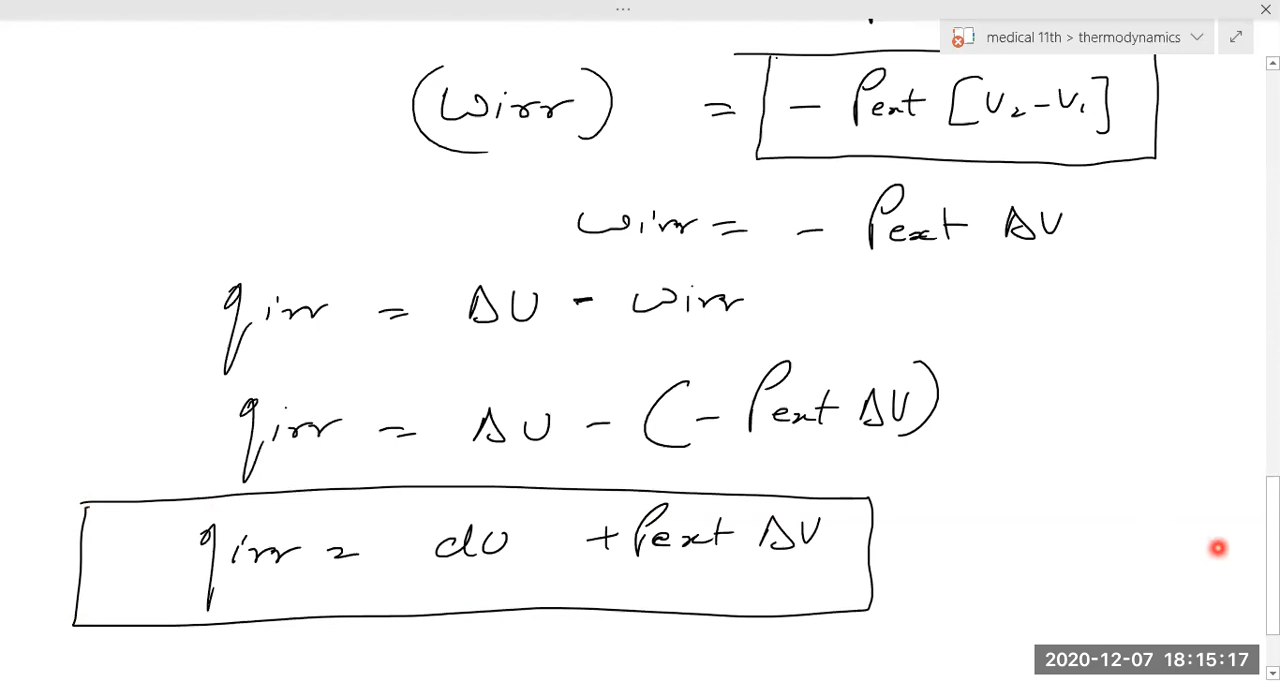 medical 11th > thermodynamics
(wirr) = - Pext [V₂-V₁]
wirr = - Pext ΔV
qirr = ΔU - wirr
qirr = ΔU - (- Pext ΔV)
qirr = dU + Pext ΔV
2020-12-07 18:15:17